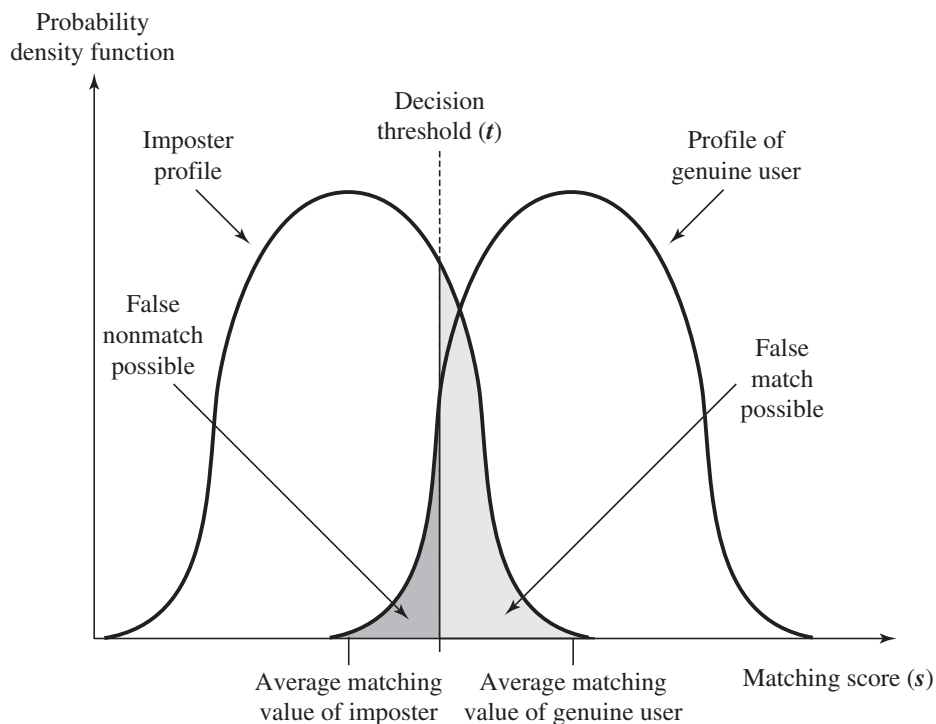 Probability
density function
Decision
threshold (t)
Imposter
profile
Profile of
genuine user
False
nonmatch
possible
False
match
possible
Average matching
value of imposter
Average matching
value of genuine user
Matching score (s)